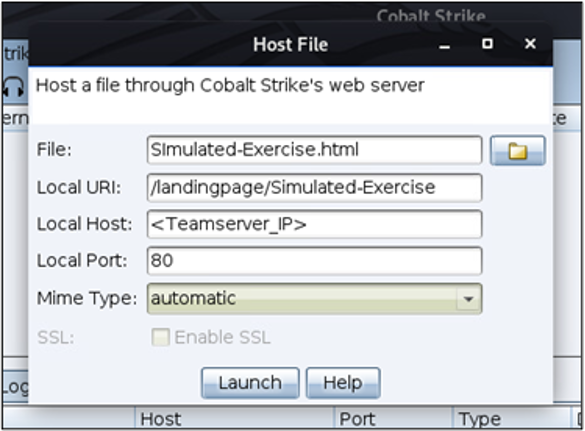 Cobalt Strike
Host File
Host a file through Cobalt Strike's web server
File: SImulated-Exercise.html
Local URI: /landingpage/Simulated-Exercise
Local Host: <Teamserver_IP>
Local Port: 80
Mime Type: automatic
SSL: Enable SSL
Launch Help
Host Port Type